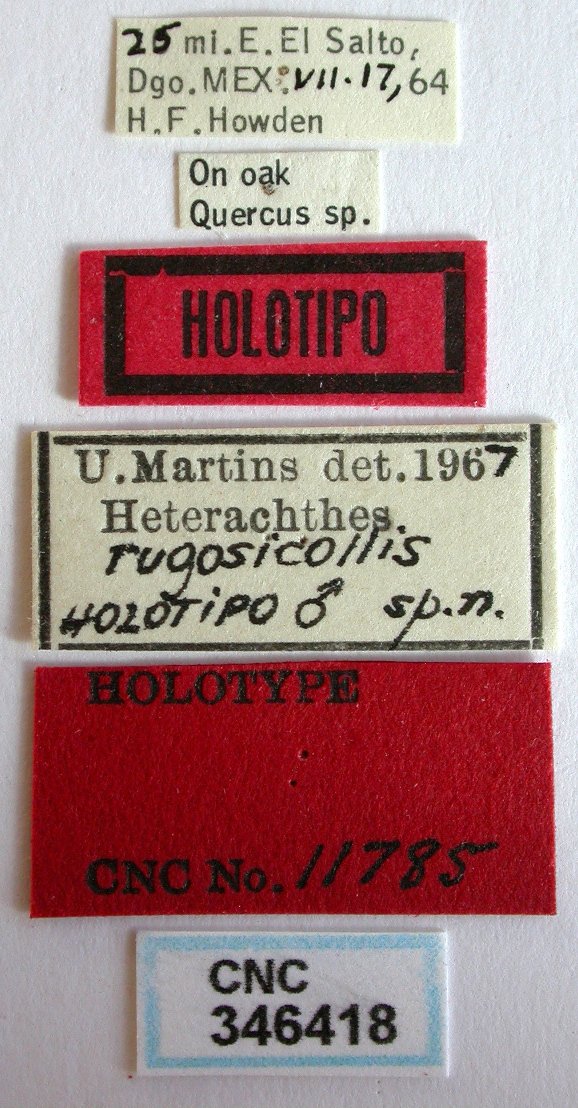 25 mi.E.El Salto,
Dgo.MEX.VII.17,64
H.F.Howden
On oak
Quercus sp.
HOLOTIPO
U.Martins det.1967
Heterachthes.
rugosicollis
HOLOTIPO ♂ sp.n.
HOLOTYPE
CNC No. 11785
CNC
346418